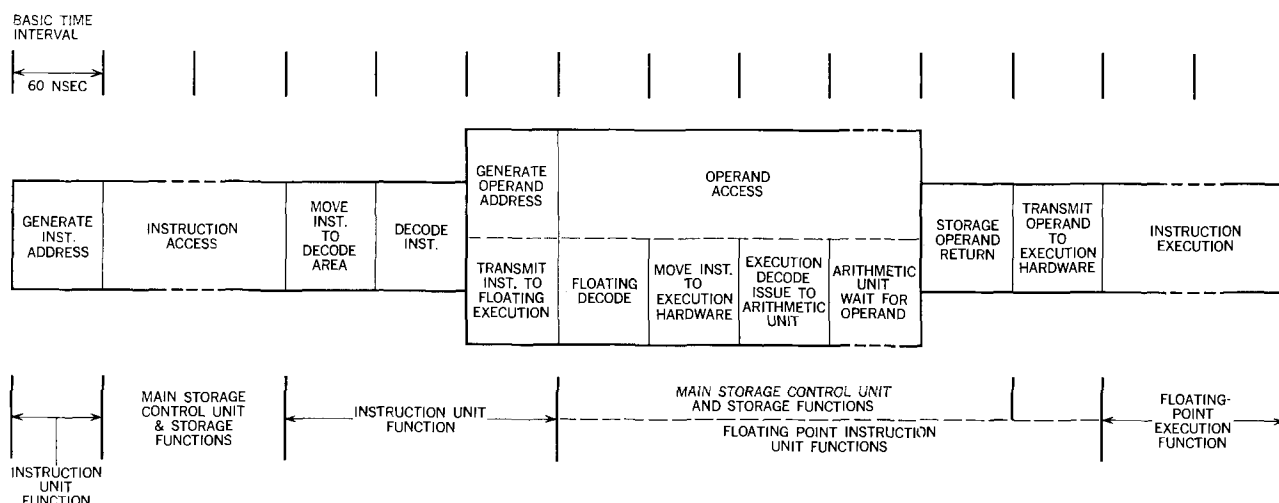 BASIC TIME
INTERVAL
60 NSEC
GENERATE
INST.
ADDRESS
INSTRUCTION
ACCESS
MOVE
INST.
TO
DECODE
AREA
DECODE
INST.
GENERATE
OPERAND
ADDRESS
OPERAND
ACCESS
TRANSMIT
INST. TO
FLOATING
EXECUTION
FLOATING
DECODE
MOVE INST.
TO
EXECUTION
HARDWARE
EXECUTION
DECODE
ISSUE TO
ARITHMETIC
UNIT
ARITHMETIC
UNIT
WAIT FOR
OPERAND
STORAGE
OPERAND
RETURN
TRANSMIT
OPERAND
TO
EXECUTION
HARDWARE
INSTRUCTION
EXECUTION
INSTRUCTION
UNIT
FUNCTION
MAIN STORAGE
CONTROL UNIT
& STORAGE
FUNCTIONS
INSTRUCTION UNIT
FUNCTION
MAIN STORAGE CONTROL UNIT
AND STORAGE FUNCTIONS
FLOATING POINT INSTRUCTION
UNIT FUNCTIONS
FLOATING-
POINT
EXECUTION
FUNCTION